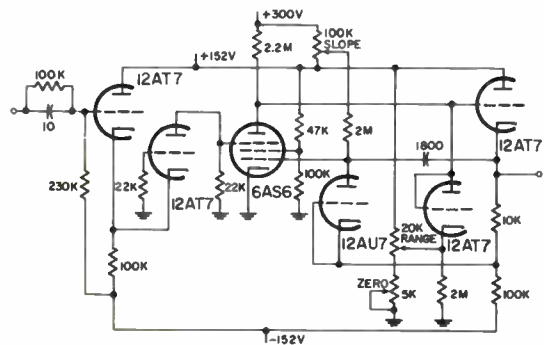 +300V
100K
SLOPE
2.2M
+152V
100K
12AT7
10
12AT7
47K
2M
1800
12AT7
230K
22K
12AT7
22K
6AS6
100K
12AU7
20K
RANGE
12AT7
10K
100K
ZERO
5K
2M
100K
-152V